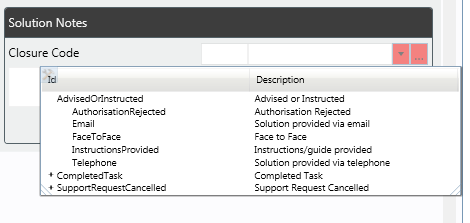 Solution Notes
Closure Code
...
Id Description
AdvisedOrInstructed Advised or Instructed
AuthorisationRejected Authorisation Rejected
Email Solution provided via email
FaceToFace Face to Face
InstructionsProvided Instructions/guide provided
Telephone Solution provided via telephone
+ CompletedTask Completed Task
+ SupportRequestCancelled Support Request Cancelled